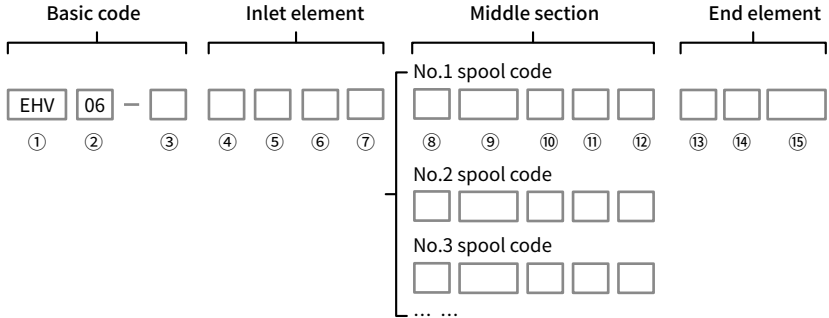 Basic code Inlet element Middle section End element
No.1 spool code
EHV 06 –
① ② ③ ④ ⑤ ⑥ ⑦ ⑧ ⑨ ⑩ ⑪ ⑫ ⑬ ⑭ ⑮
No.2 spool code
No.3 spool code
... ...